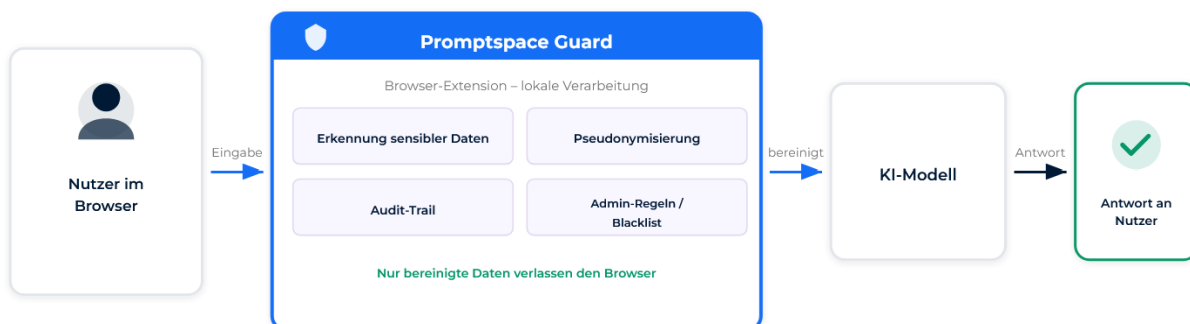 Promptspace Guard
Browser-Extension – lokale Verarbeitung
Nutzer im
Browser
Eingabe
Erkennung sensibler Daten
Pseudonymisierung
Audit-Trail
Admin-Regeln /
Blacklist
Nur bereinigte Daten verlassen den Browser
bereinigt
KI-Modell
Antwort
Antwort an
Nutzer